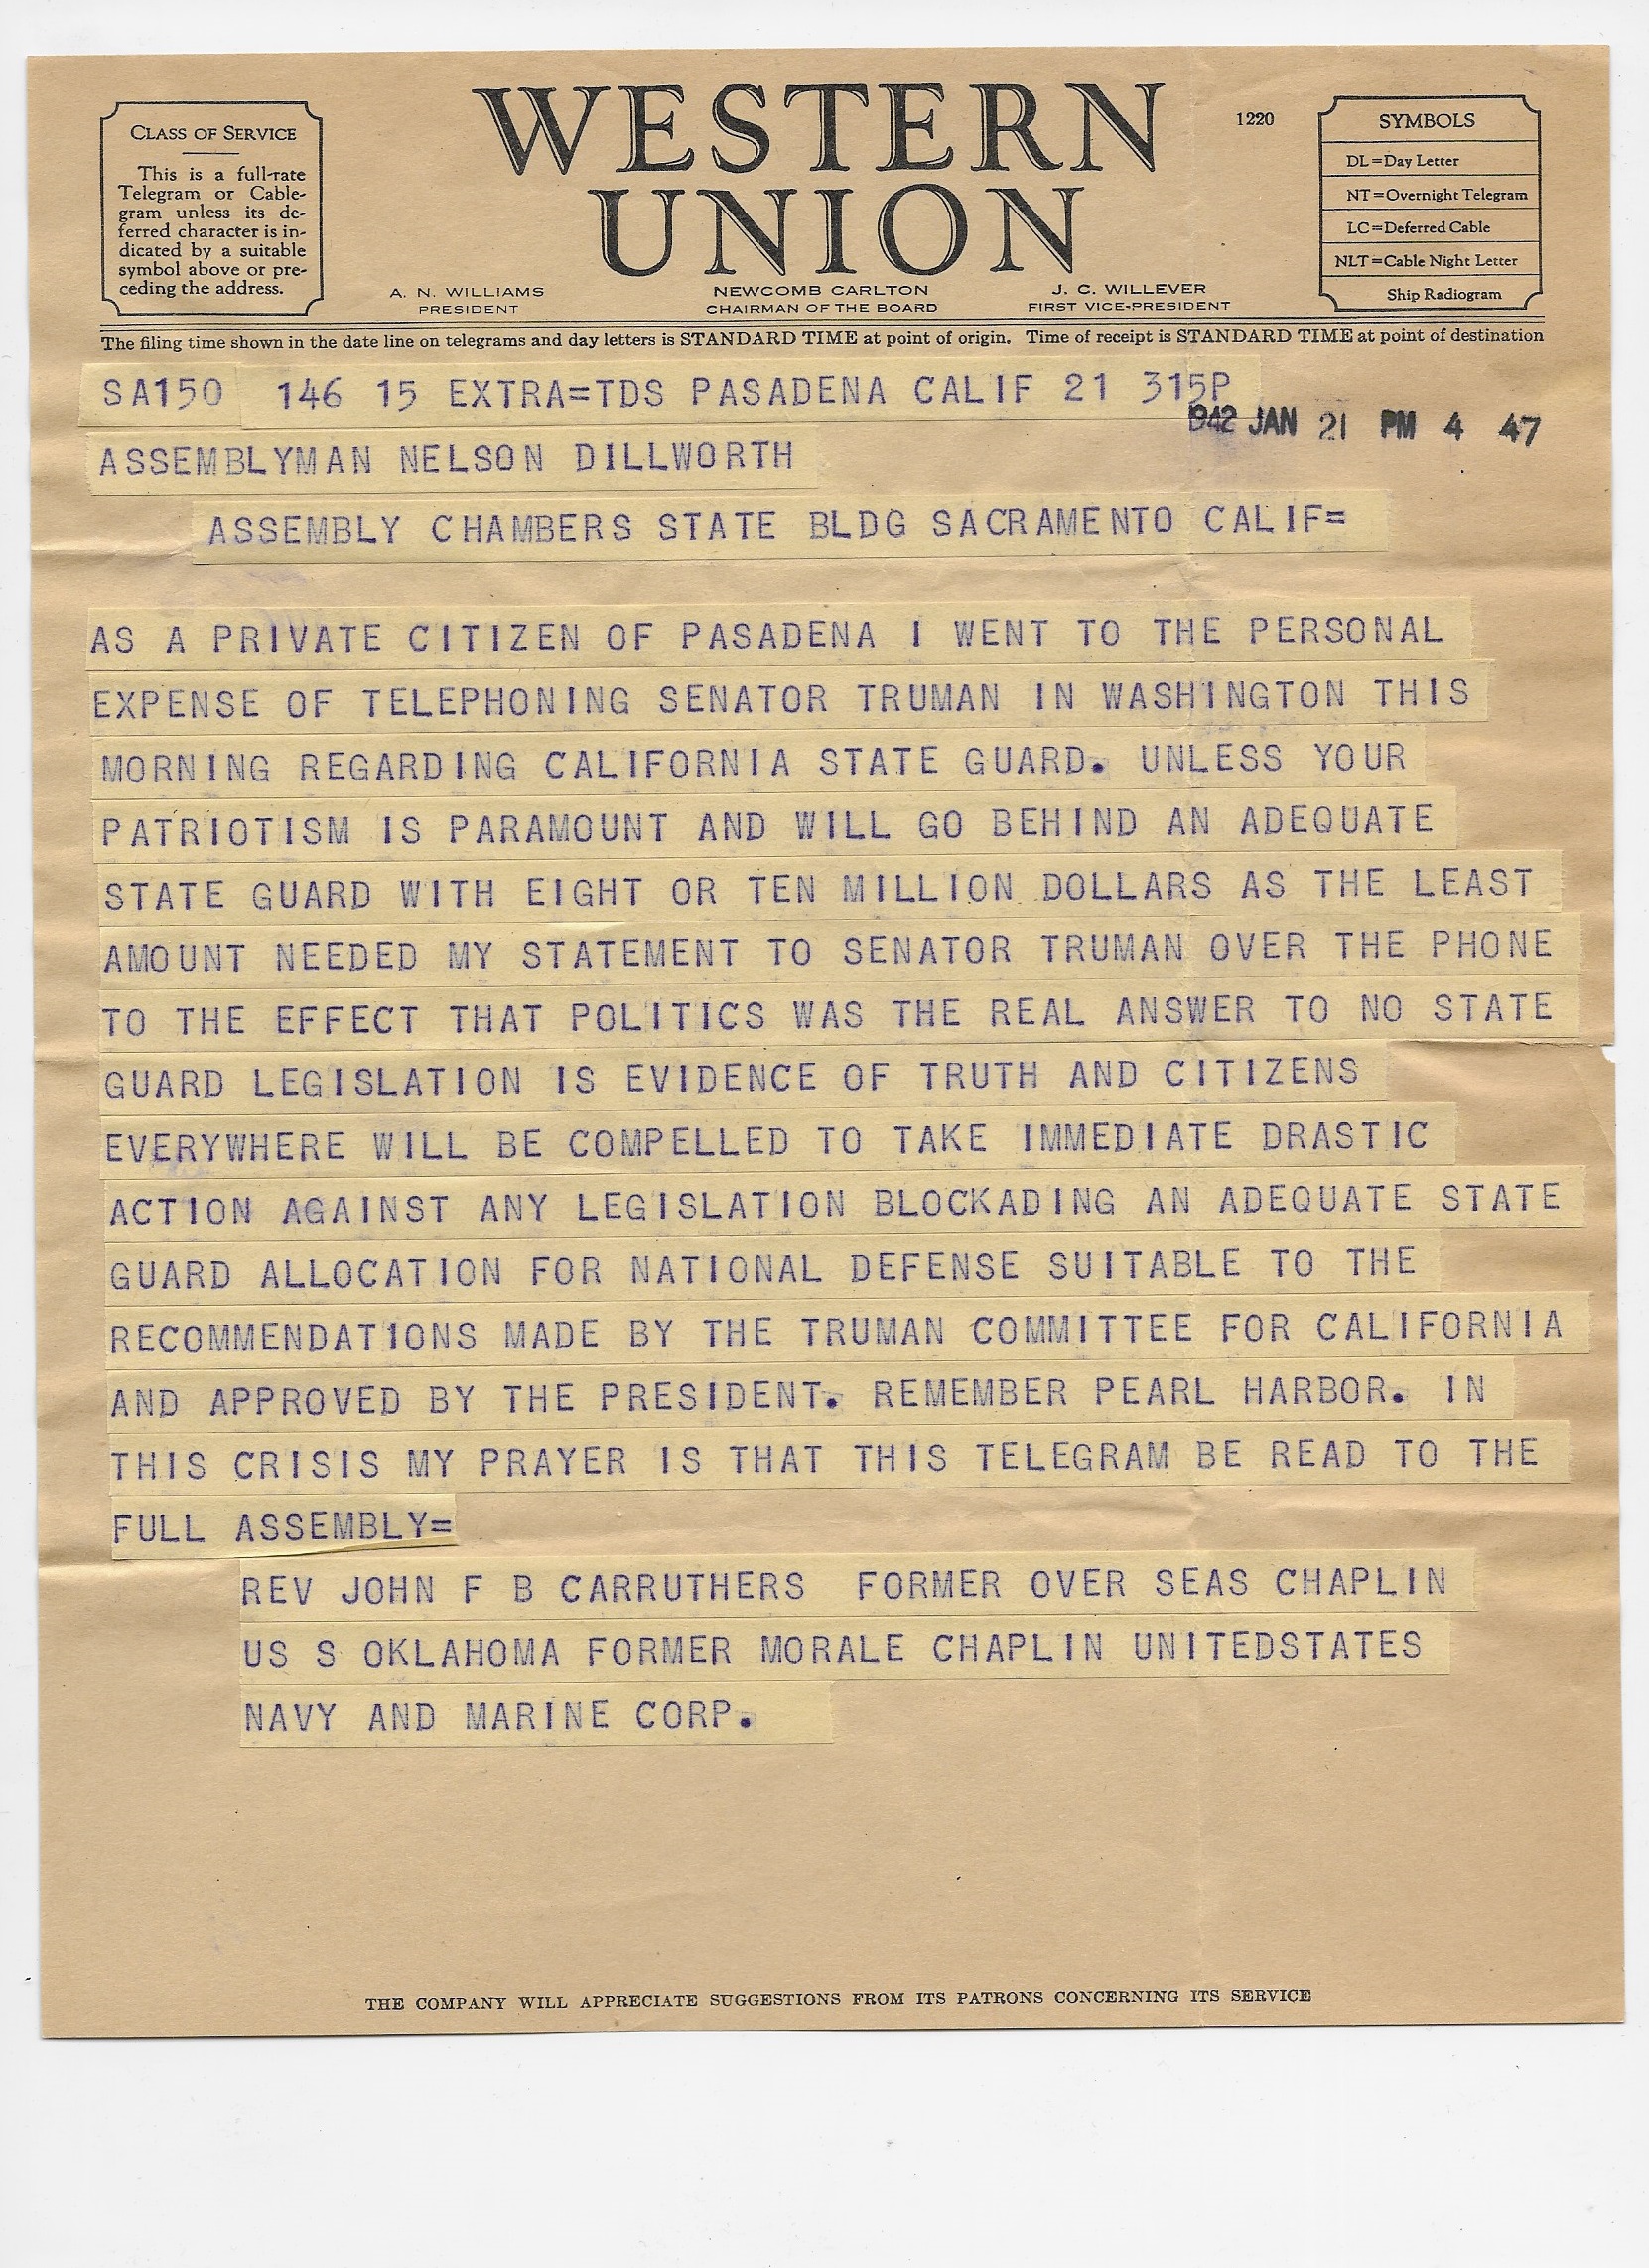 WESTERN
UNION
1220
CLASS OF SERVICE
This is a full-rate
Telegram or Cable-
gram unless its de-
ferred character is in-
dicated by a suitable
symbol above or pre-
ceding the address.
A. N. WILLIAMS
PRESIDENT
NEWCOMB CARLTON
CHAIRMAN OF THE BOARD
J. C. WILLEVER
FIRST VICE-PRESIDENT
SYMBOLS
DL=Day Letter
NT=Overnight Telegram
LC=Deferred Cable
NLT=Cable Night Letter
Ship Radiogram
The filing time shown in the date line on telegrams and day letters is STANDARD TIME at point of origin. Time of receipt is STANDARD TIME at point of destination
SA150 146 15 EXTRA=TDS PASADENA CALIF 21 315P
1942 JAN 21 PM 4 47
ASSEMBLYMAN NELSON DILLWORTH
ASSEMBLY CHAMBERS STATE BLDG SACRAMENTO CALIF=
AS A PRIVATE CITIZEN OF PASADENA I WENT TO THE PERSONAL
EXPENSE OF TELEPHONING SENATOR TRUMAN IN WASHINGTON THIS
MORNING REGARDING CALIFORNIA STATE GUARD. UNLESS YOUR
PATRIOTISM IS PARAMOUNT AND WILL GO BEHIND AN ADEQUATE
STATE GUARD WITH EIGHT OR TEN MILLION DOLLARS AS THE LEAST
AMOUNT NEEDED MY STATEMENT TO SENATOR TRUMAN OVER THE PHONE
TO THE EFFECT THAT POLITICS WAS THE REAL ANSWER TO NO STATE
GUARD LEGISLATION IS EVIDENCE OF TRUTH AND CITIZENS
EVERYWHERE WILL BE COMPELLED TO TAKE IMMEDIATE DRASTIC
ACTION AGAINST ANY LEGISLATION BLOCKADING AN ADEQUATE STATE
GUARD ALLOCATION FOR NATIONAL DEFENSE SUITABLE TO THE
RECOMMENDAT1ONS MADE BY THE TRUMAN COMMITTEE FOR CALIFORNIA
AND APPROVED BY THE PRESIDENT. REMEMBER PEARL HARBOR. IN
THIS CRISIS MY PRAYER IS THAT THIS TELEGRAM BE READ TO THE
FULL ASSEMBLY=
REV JOHN F B CARRUTHERS FORMER OVER SEAS CHAPLIN
US S OKLAHOMA FORMER MORALE CHAPLIN UNITEDSTATES
NAVY AND MARINE CORP.
THE COMPANY WILL APPRECIATE SUGGESTIONS FROM ITS PATRONS CONCERNING ITS SERVICE